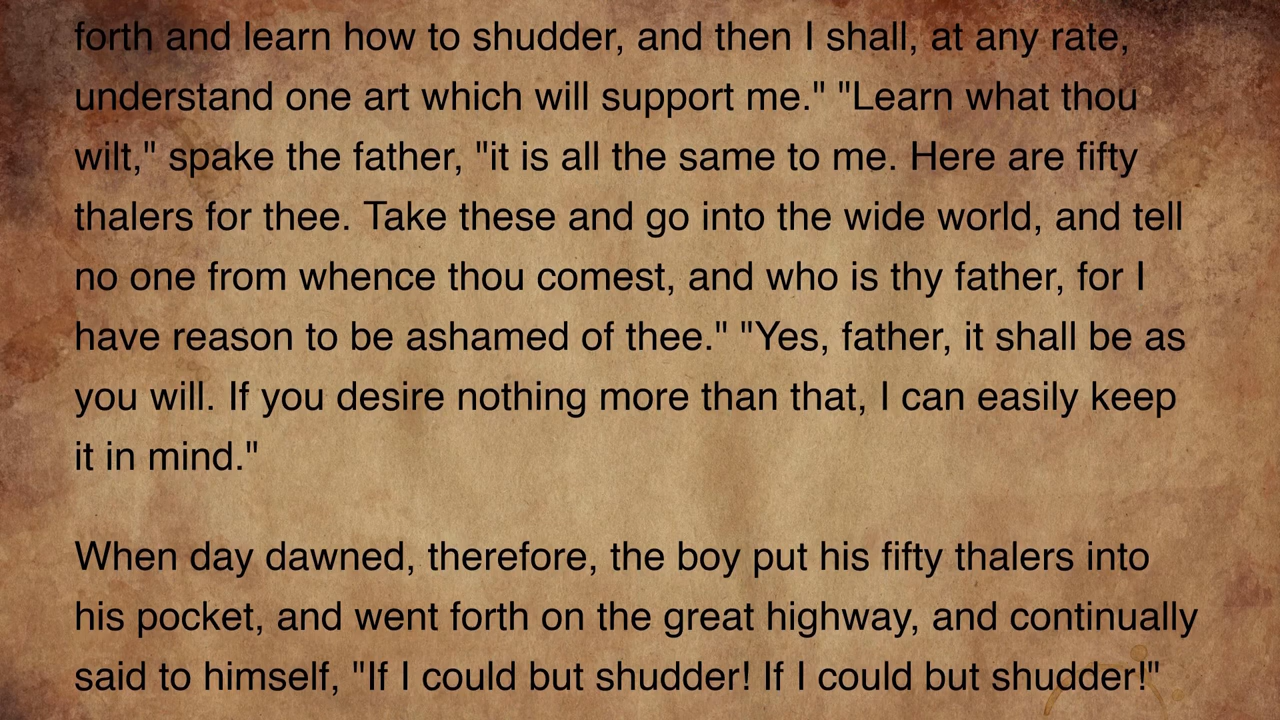 forth and learn how to shudder, and then I shall, at any rate,
understand one art which will support me." "Learn what thou
wilt," spake the father, "it is all the same to me. Here are fifty
thalers for thee. Take these and go into the wide world, and tell
no one from whence thou comest, and who is thy father, for I
have reason to be ashamed of thee." "Yes, father, it shall be as
you will. If you desire nothing more than that, I can easily keep
it in mind."
When day dawned, therefore, the boy put his fifty thalers into
his pocket, and went forth on the great highway, and continually
said to himself, "If I could but shudder! If I could but shudder!"